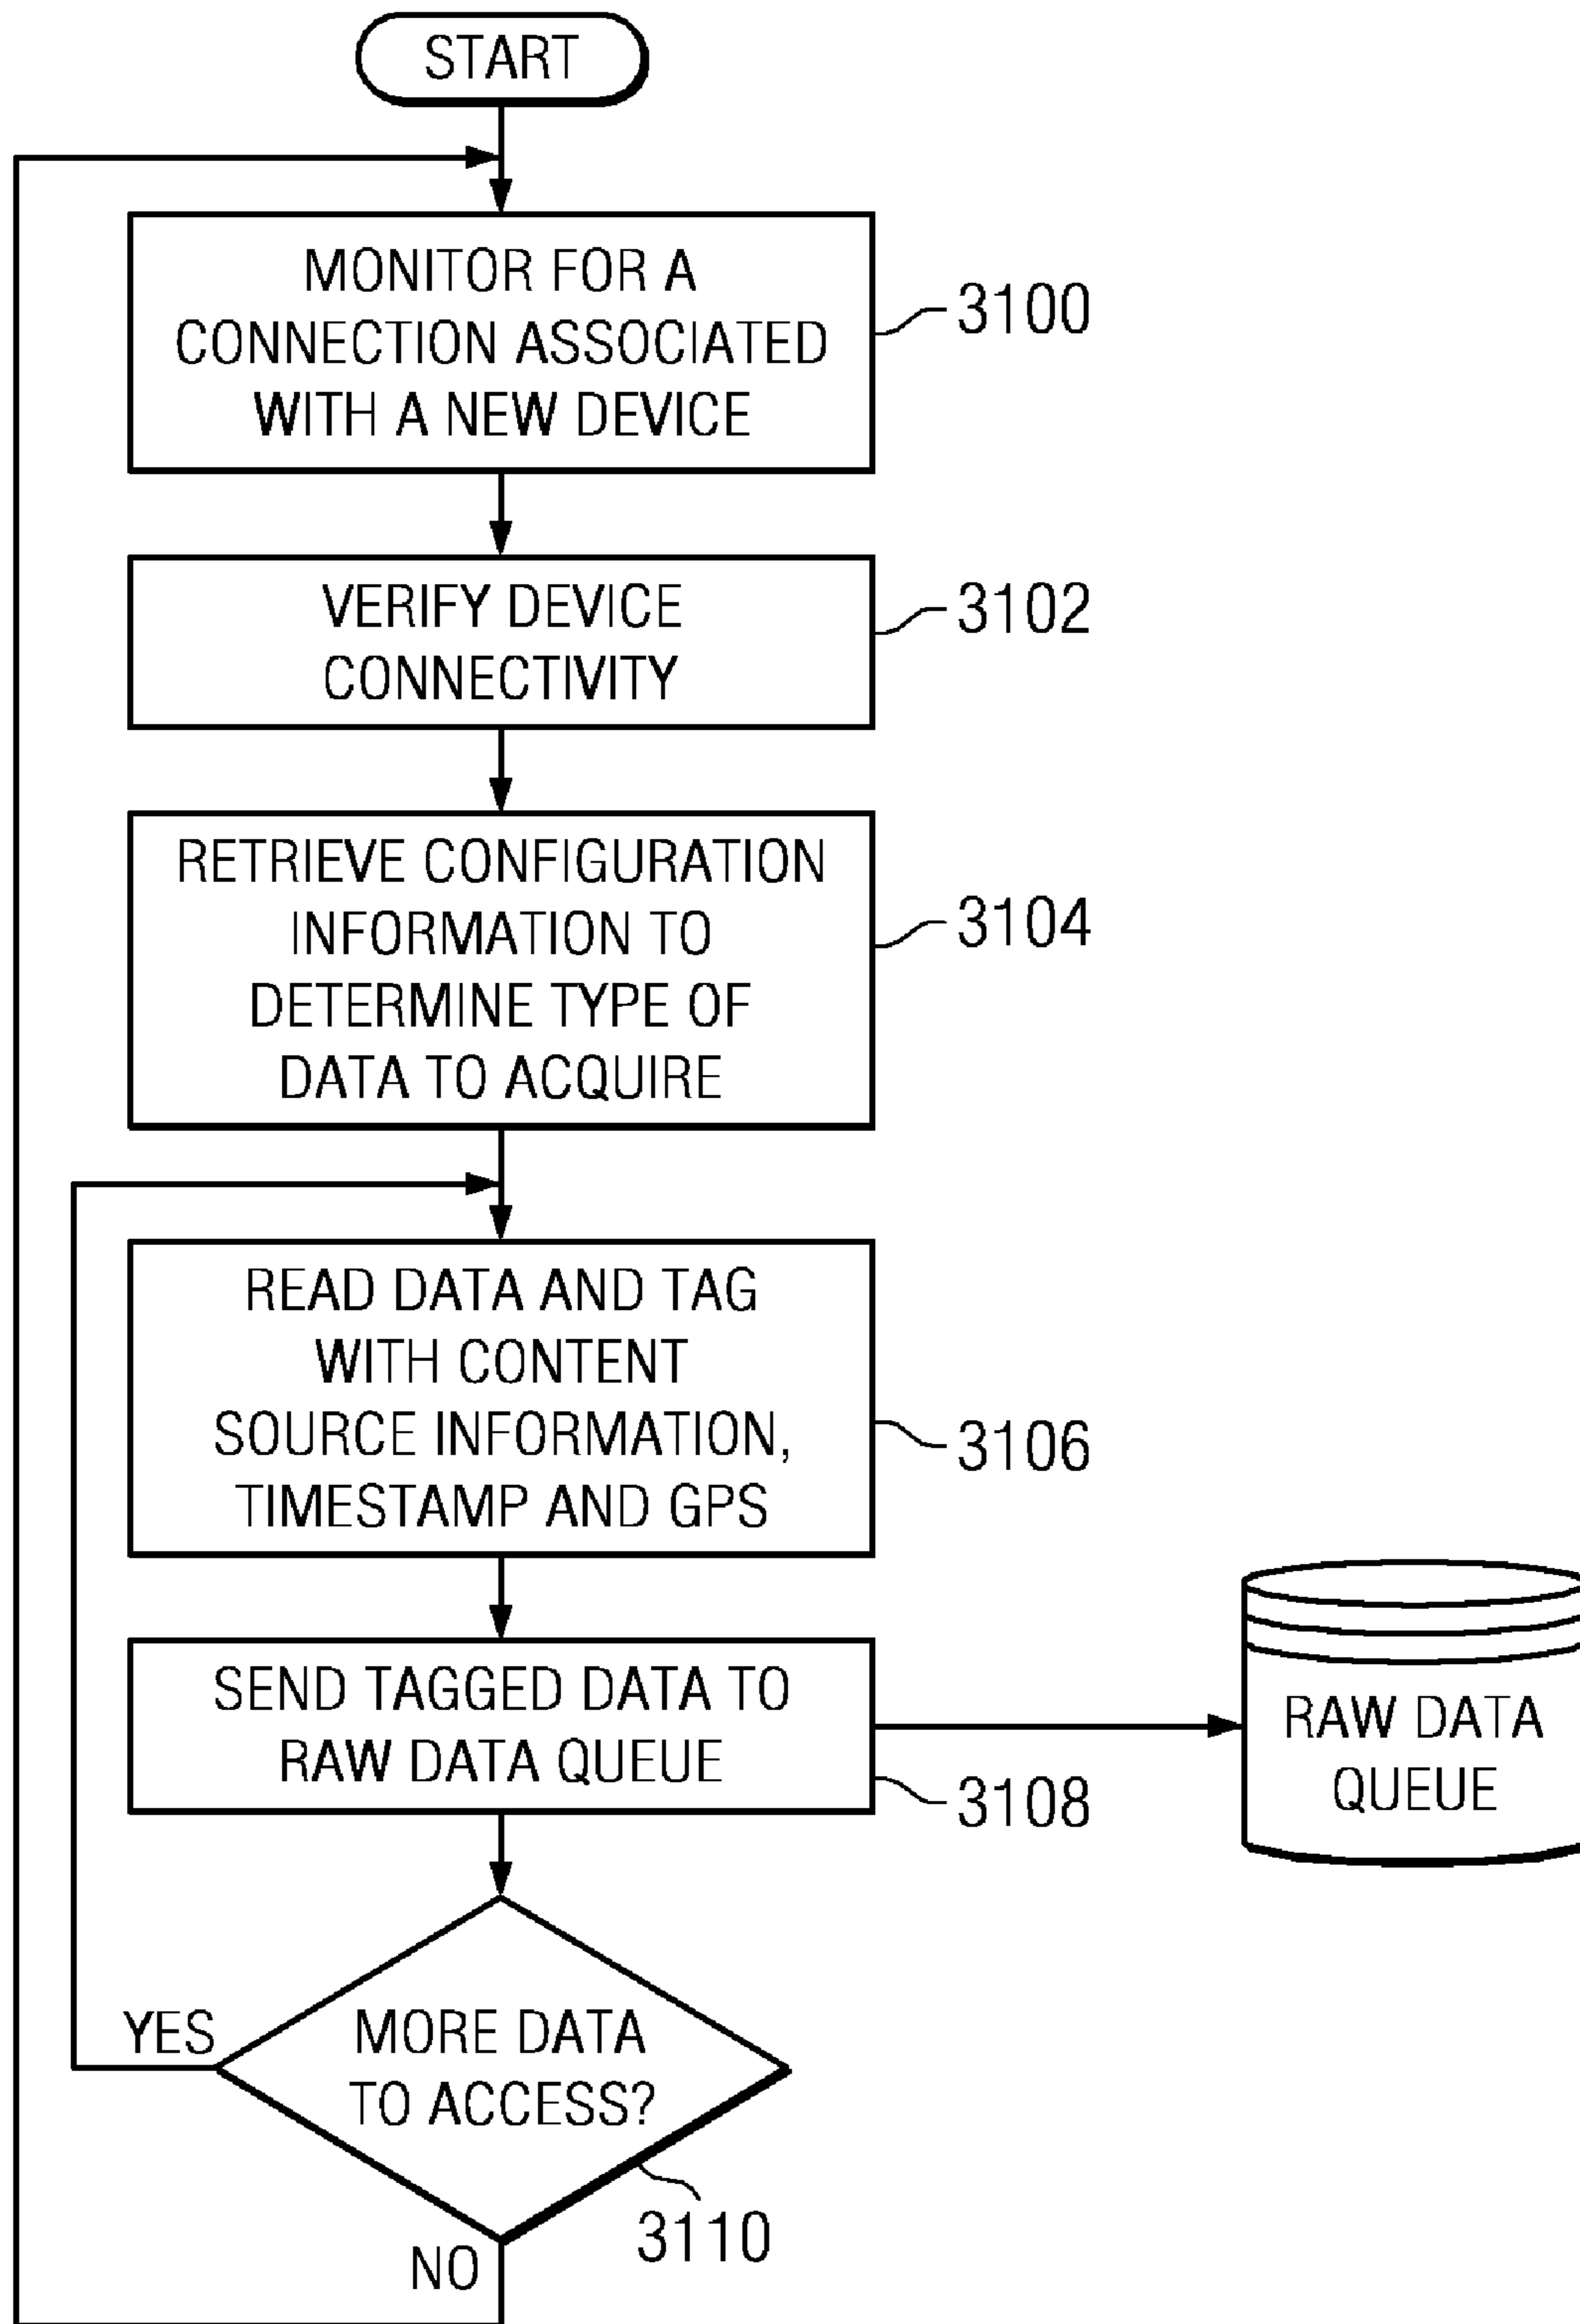 START
MONITOR FOR A
CONNECTION ASSOCIATED
WITH A NEW DEVICE
3100
VERIFY DEVICE
CONNECTIVITY
3102
RETRIEVE CONFIGURATION
INFORMATION TO
DETERMINE TYPE OF
DATA TO ACQUIRE
3104
READ DATA AND TAG
WITH CONTENT
SOURCE INFORMATION,
TIMESTAMP AND GPS
3106
SEND TAGGED DATA TO
RAW DATA QUEUE
3108
RAW DATA
QUEUE
YES
MORE DATA
TO ACCESS?
3110
NO